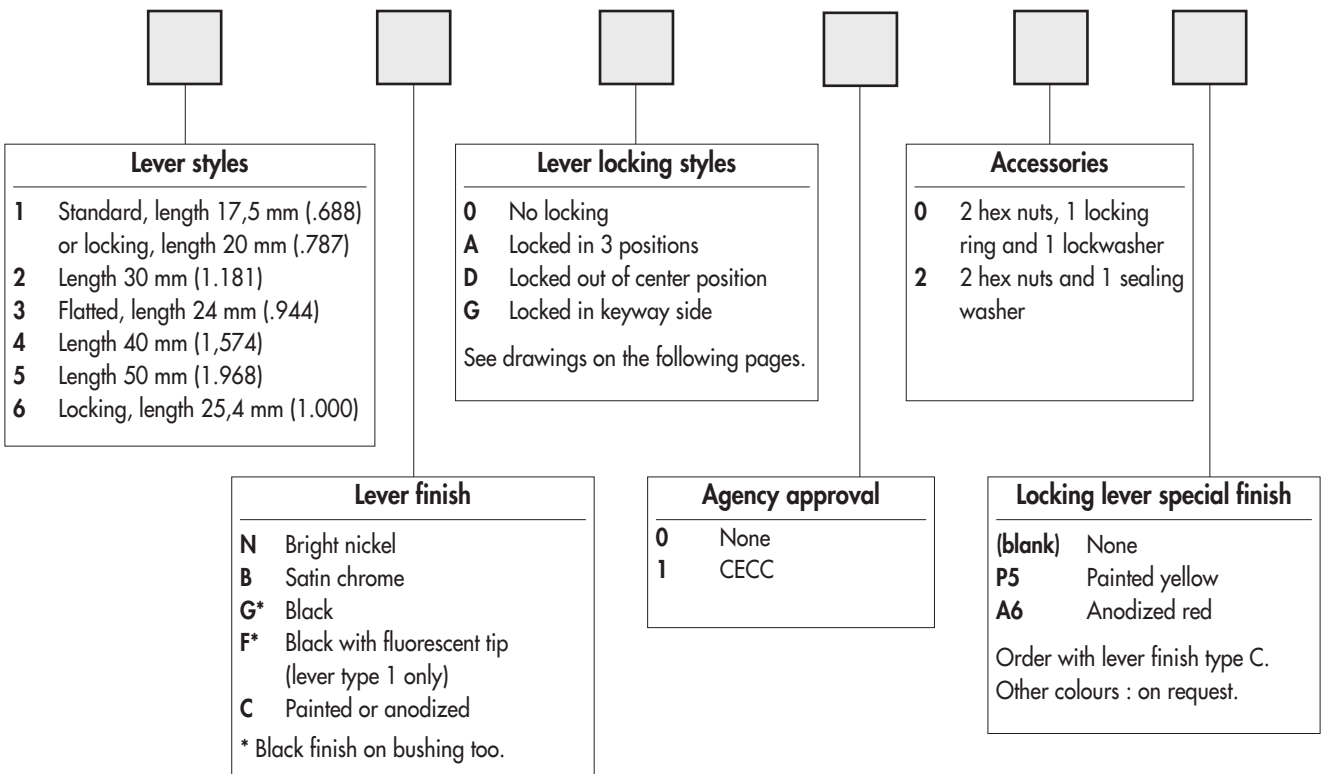 Lever styles
1 Standard, length 17,5 mm (.688)
or locking, length 20 mm (.787)
2 Length 30 mm (1.181)
3 Flatted, length 24 mm (.944)
4 Length 40 mm (1,574)
5 Length 50 mm (1.968)
6 Locking, length 25,4 mm (1.000)
Lever locking styles
0 No locking
A Locked in 3 positions
D Locked out of center position
G Locked in keyway side
See drawings on the following pages.
Accessories
0 2 hex nuts, 1 locking
ring and 1 lockwasher
2 2 hex nuts and 1 sealing
washer
Lever finish
N Bright nickel
B Satin chrome
G* Black
F* Black with fluorescent tip
(lever type 1 only)
C Painted or anodized
* Black finish on bushing too.
Agency approval
0 None
1 CECC
Locking lever special finish
(blank) None
P5 Painted yellow
A6 Anodized red
Order with lever finish type C.
Other colours : on request.